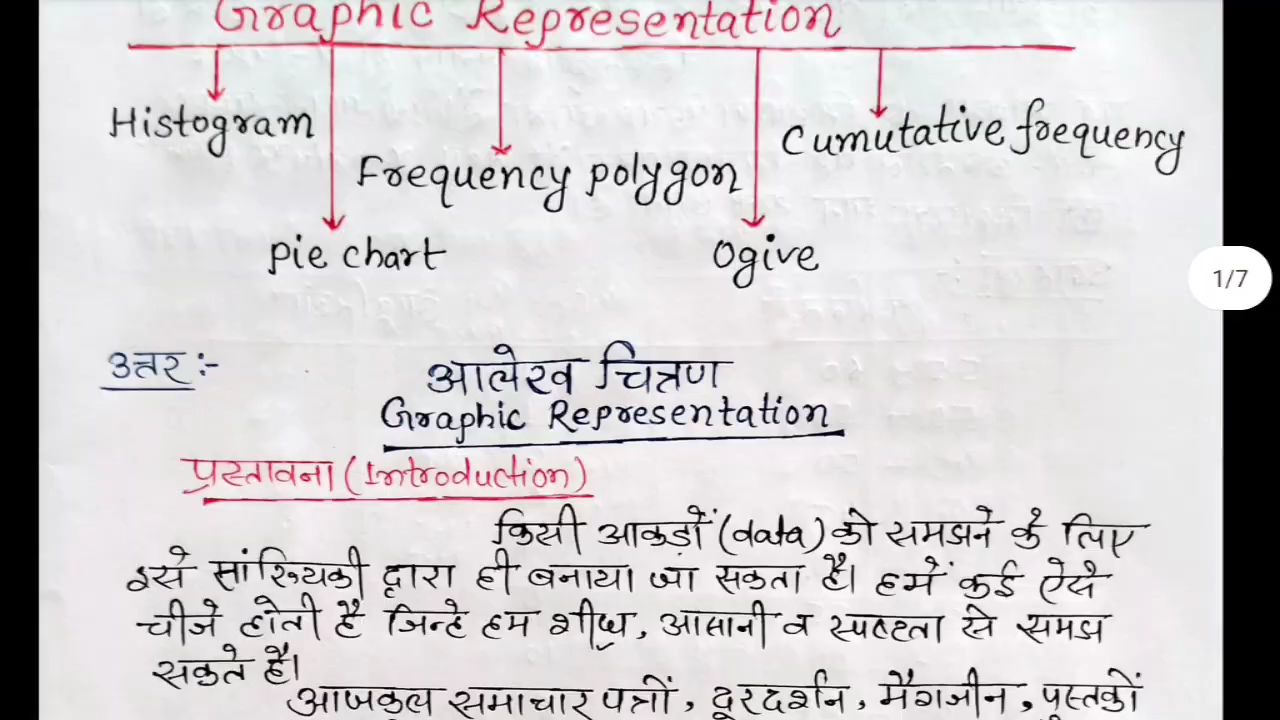 Graphic Representation
Histogram
Cumutative frequency
Frequency polygon
Pie chart
Ogive
1/7
उत्तर :-
आलेख चित्रण
Graphic Representation
प्रस्तावना (Introduction)
किसी आकड़ों (data) को समझने के लिए
इसे सांख्यिकी द्वारा ही बनाया जा सकता है। हमें कई ऐसे
चीजे होती है जिन्हे हम शीघ्र, आसानी व स्पष्टता से समझ
सकते है।
आजकल समाचार पत्रों, दूरदर्शन, मैगजीन, पुस्तकों